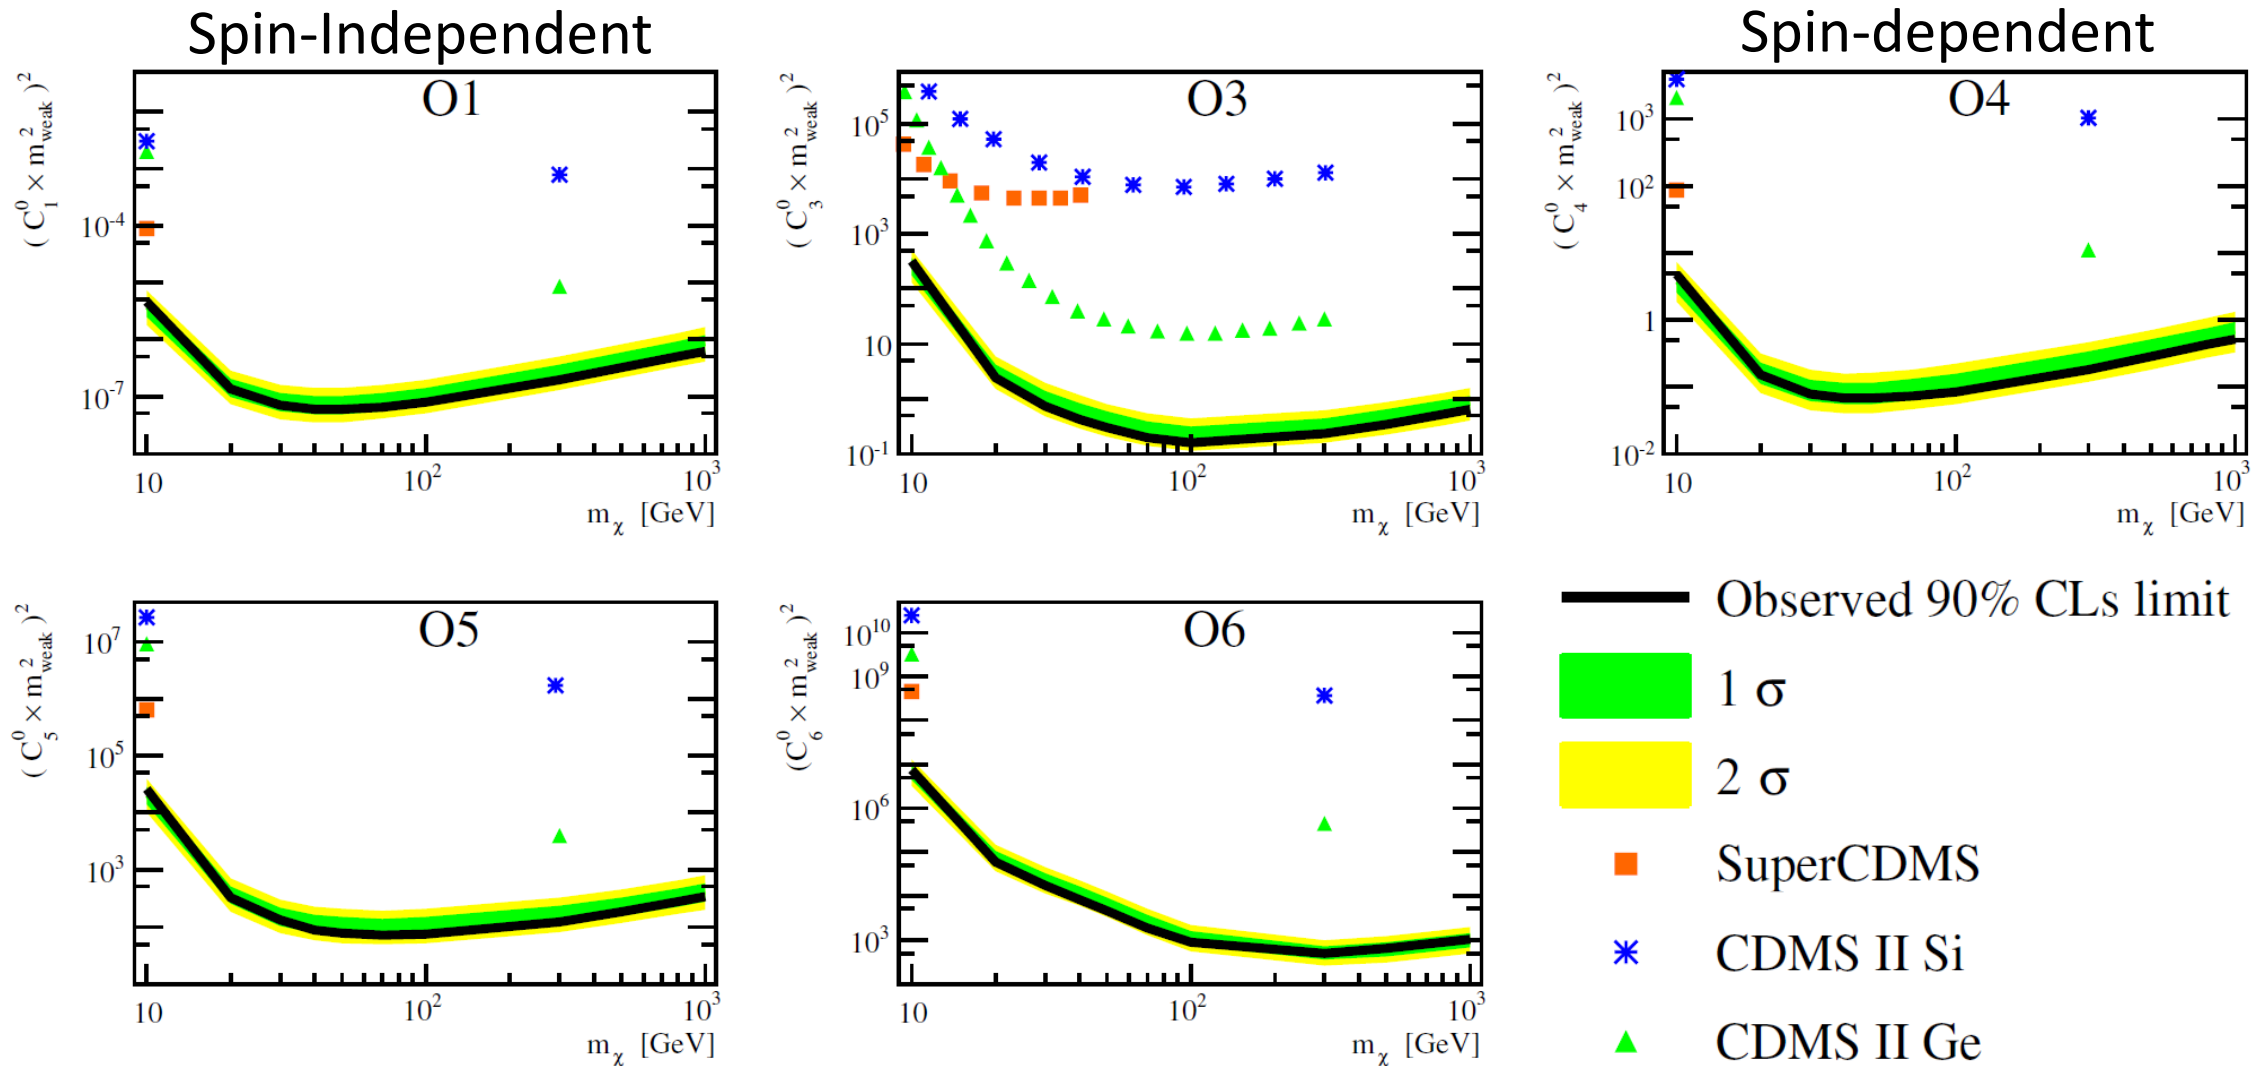 Spin-Independent
Spin-dependent
O1
( C₁⁰ × m²weak )²
10⁻⁴
10⁻⁷
10
10²
10³
mχ [GeV]
O3
( C₃⁰ × m²weak )²
10⁵
10³
10
10⁻¹
10
10²
10³
mχ [GeV]
O4
( C₄⁰ × m²weak )²
10³
10²
1
10⁻²
10
10²
10³
mχ [GeV]
O5
( C₅⁰ × m²weak )²
10⁷
10⁵
10³
10
10²
10³
mχ [GeV]
O6
(C₆⁰ × m²weak )²
10¹⁰
10⁹
10⁶
10³
10
10²
10³
mχ [GeV]
Observed 90% CLs limit
1 σ
2 σ
SuperCDMS
CDMS II Si
CDMS II Ge